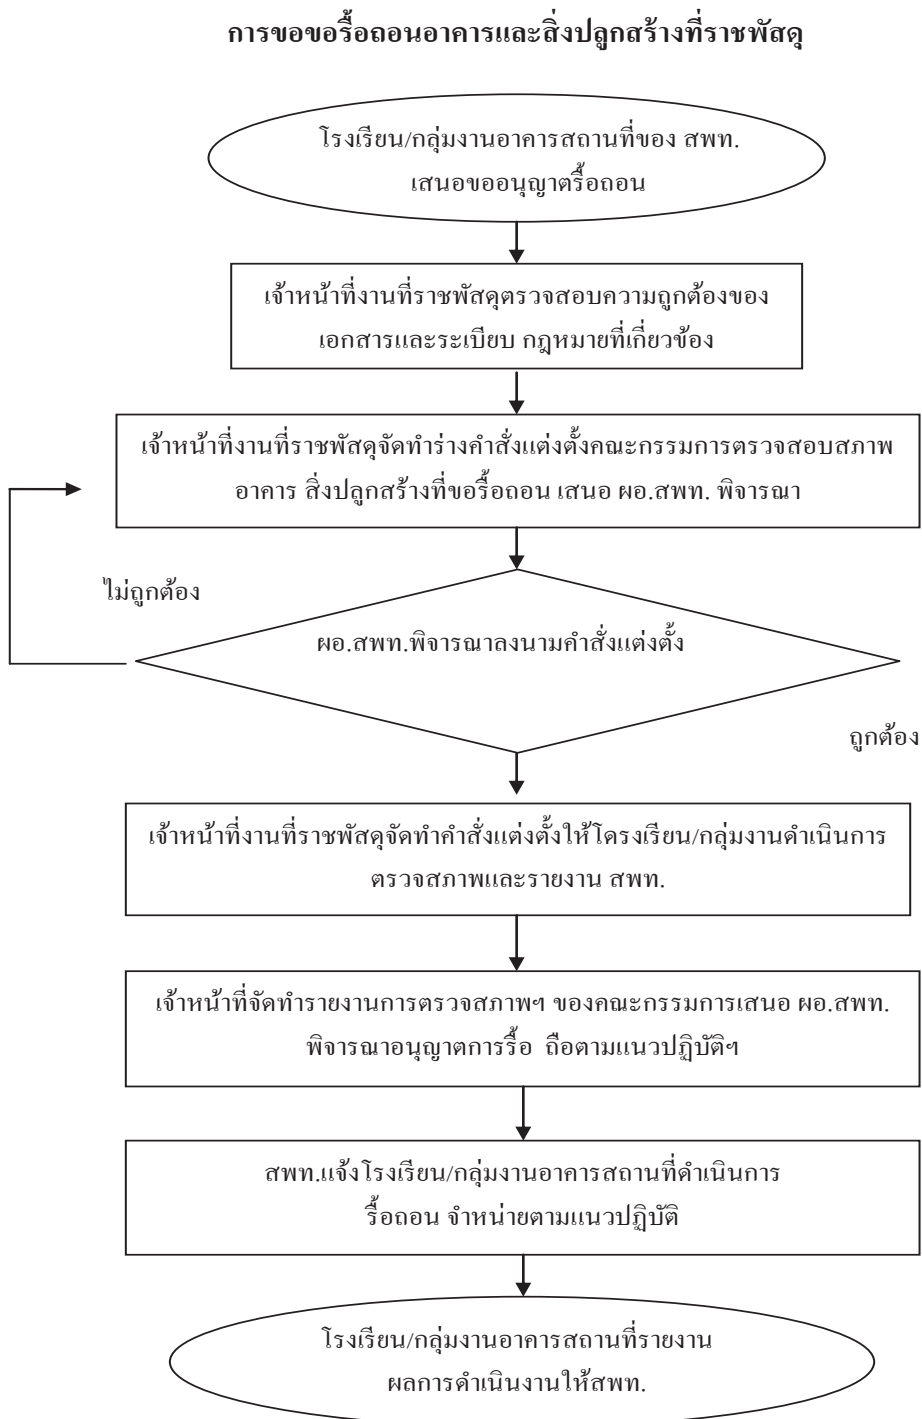 การขอขอรื้อถอนอาคารและสิ่งปลูกสร้างที่ราชพัสดุ
โรงเรียน/กลุ่มงานอาคารสถานที่ของ สพท.
เสนอขออนุญาตรื้อถอน
เจ้าหน้าที่งานที่ราชพัสดุตรวจสอบความถูกต้องของ
เอกสารและระเบียบ กฎหมายที่เกี่ยวข้อง
เจ้าหน้าที่งานที่ราชพัสดุจัดทำร่างคำสั่งแต่งตั้งคณะกรรมการตรวจสอบสภาพ
อาคาร สิ่งปลูกสร้างที่ขอรื้อถอน เสนอ ผอ.สพท. พิจารณา
ไม่ถูกต้อง
ผอ.สพท.พิจารณาลงนามคำสั่งแต่งตั้ง
ถูกต้อง
เจ้าหน้าที่งานที่ราชพัสดุจัดทำคำสั่งแต่งตั้งให้โครงเรียน/กลุ่มงานดำเนินการ
ตรวจสภาพและรายงาน สพท.
เจ้าหน้าที่จัดทำรายงานการตรวจสภาพฯ ของคณะกรรมการเสนอ ผอ.สพท.
พิจารณาอนุญาตการรื้อ ถือตามแนวปฏิบัติฯ
สพท.แจ้งโรงเรียน/กลุ่มงานอาคารสถานที่ดำเนินการ
รื้อถอน จำหน่ายตามแนวปฏิบัติ
โรงเรียน/กลุ่มงานอาคารสถานที่รายงาน
ผลการดำเนินงานให้สพท.